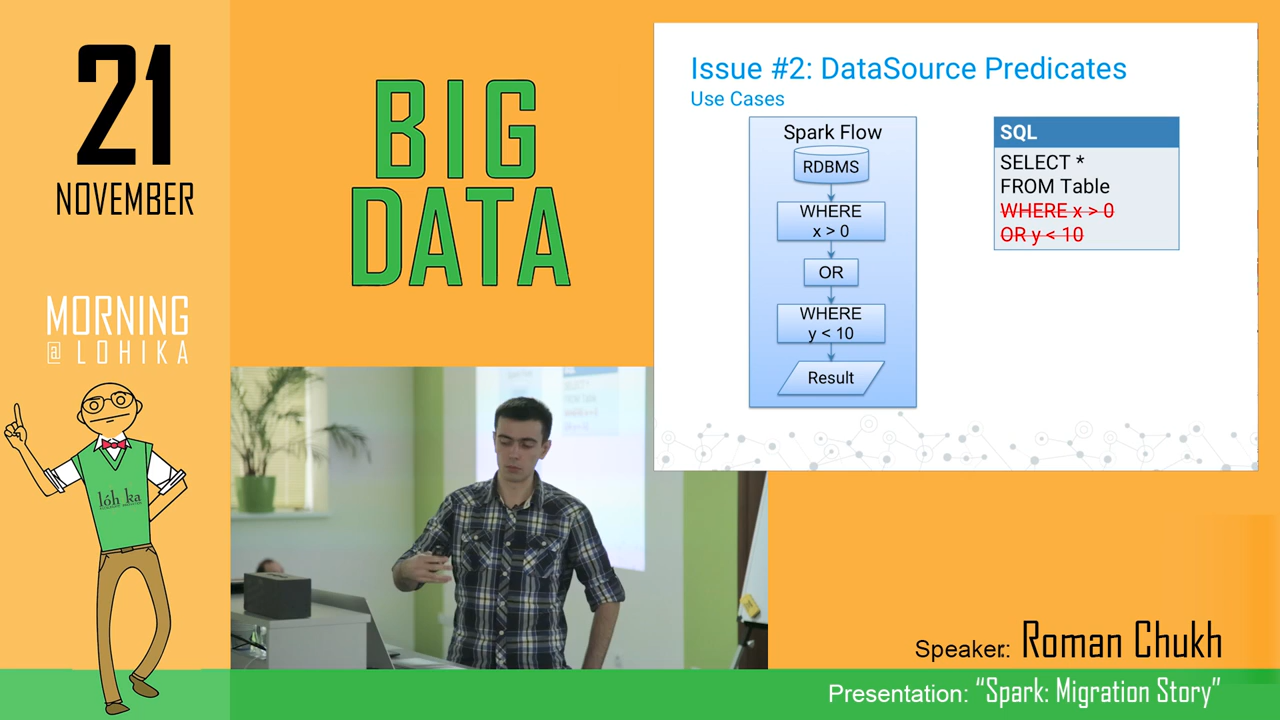 21
NOVEMBER
MORNING
@ LOHIKA
lóhika
BIG
DATA
Issue #2: DataSource Predicates
Use Cases
Spark Flow
RDBMS
WHERE
x > 0
OR
WHERE
y < 10
Result
SQL
SELECT *
FROM Table
WHERE x > 0
OR y < 10
Speaker: Roman Chukh
Presentation: “Spark: Migration Story”